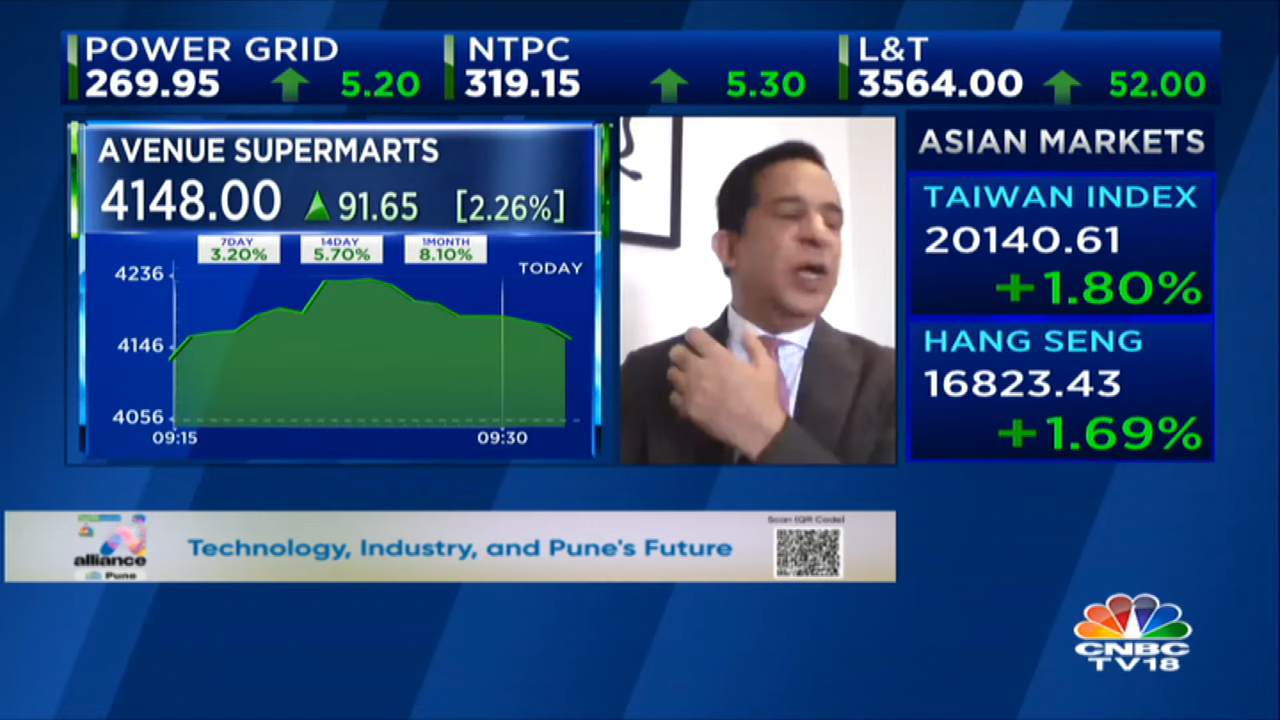 POWER GRID
269.95 5.20
NTPC
319.15 5.30
L&T
3564.00 52.00
AVENUE SUPERMARTS
4148.00 91.65 [2.26%]
7DAY 14DAY 1MONTH
3.20% 5.70% 8.10%
TODAY
4236
4146
4056
09:15 09:30
ASIAN MARKETS
TAIWAN INDEX
20140.61
+1.80%
HANG SENG
16823.43
+1.69%
alliance
Pune
Technology, Industry, and Pune's Future
Scan (QR Code)
CNBC
TV18